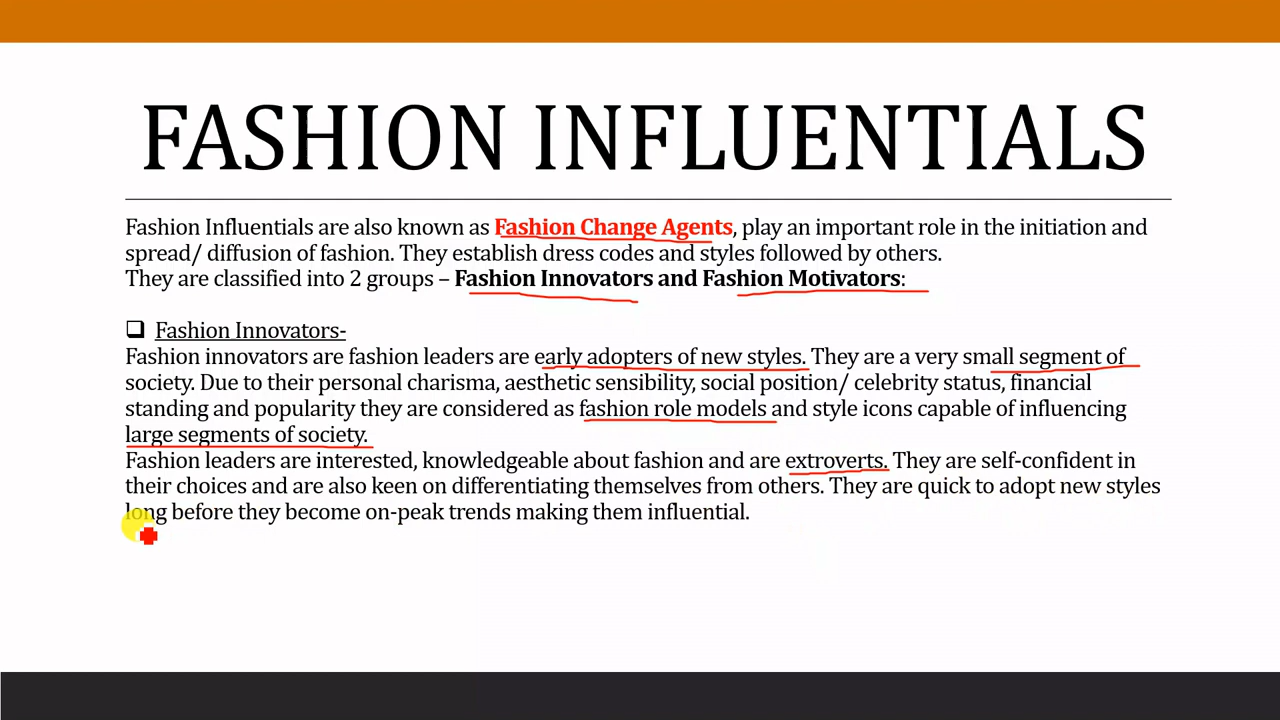 FASHION INFLUENTIALS
Fashion Influentials are also known as Fashion Change Agents, play an important role in the initiation and
spread/ diffusion of fashion. They establish dress codes and styles followed by others.
They are classified into 2 groups – Fashion Innovators and Fashion Motivators:
❑ Fashion Innovators-
Fashion innovators are fashion leaders are early adopters of new styles. They are a very small segment of
society. Due to their personal charisma, aesthetic sensibility, social position/ celebrity status, financial
standing and popularity they are considered as fashion role models and style icons capable of influencing
large segments of society.
Fashion leaders are interested, knowledgeable about fashion and are extroverts. They are self-confident in
their choices and are also keen on differentiating themselves from others. They are quick to adopt new styles
long before they become on-peak trends making them influential.